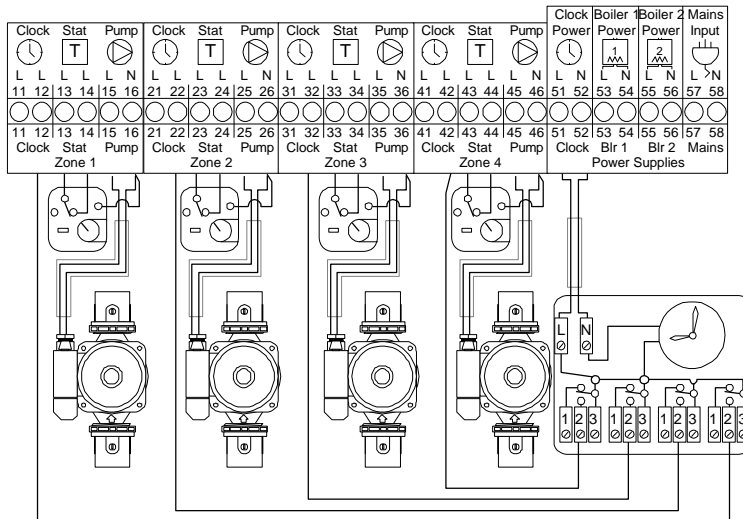 Clock Stat Pump Clock Stat Pump Clock Stat Pump Clock Stat Pump Clock Boiler 1 Boiler 2 Mains
Power Power Power Input
T T T T 1 2
L L L L L N L L L L L N L L L L L N L L L L L N L N L N L N L N
11 12 13 14 15 16 21 22 23 24 25 26 31 32 33 34 35 36 41 42 43 44 45 46 51 52 53 54 55 56 57 58
11 12 13 14 15 16 21 22 23 24 25 26 31 32 33 34 35 36 41 42 43 44 45 46 51 52 53 54 55 56 57 58
Clock Stat Pump Clock Stat Pump Clock Stat Pump Clock Stat Pump Clock Blr 1 Blr 2 Mains
Zone 1 Zone 2 Zone 3 Zone 4 Power Supplies
L N
1 2 3 1 2 3 1 2 3 1 2 3